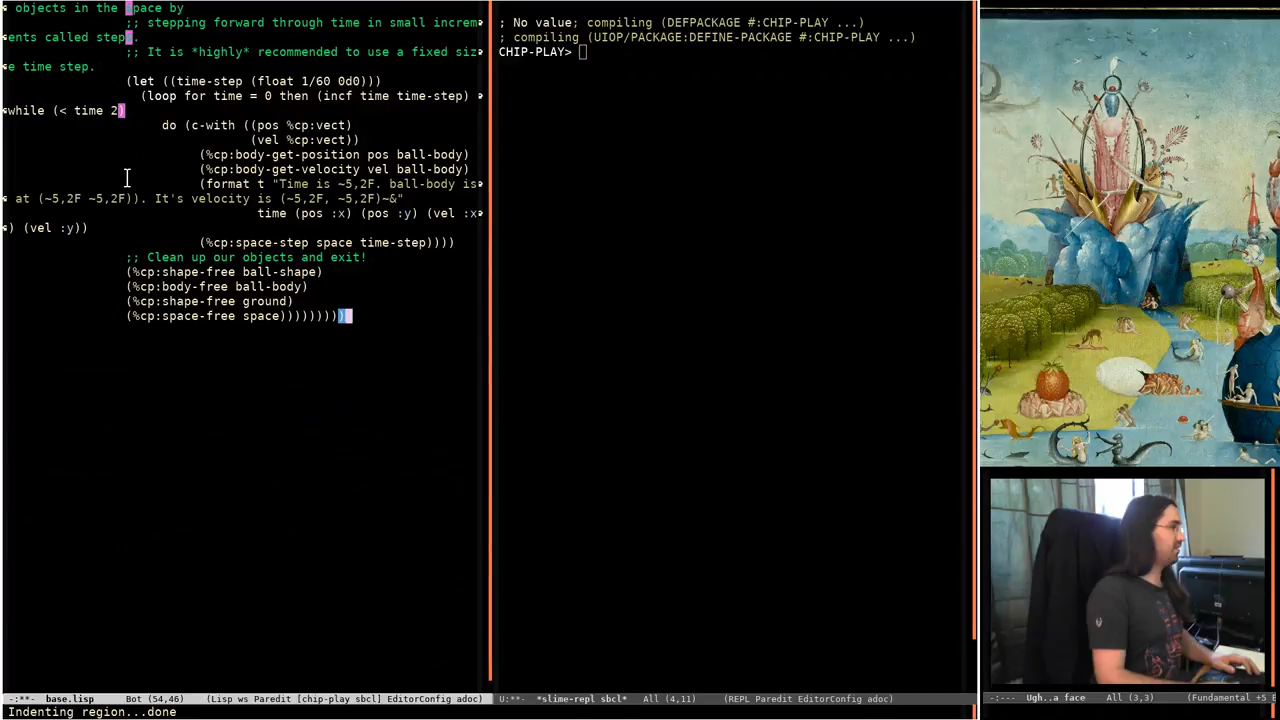 objects in the space by
;; stepping forward through time in small increm
ents called steps.
;; It is *highly* recommended to use a fixed siz
e time step.
(let ((time-step (float 1/60 0d0)))
(loop for time = 0 then (incf time time-step)
while (< time 2)
do (c-with ((pos %cp:vect)
(vel %cp:vect))
(%cp:body-get-position pos ball-body)
(%cp:body-get-velocity vel ball-body)
(format t "Time is ~5,2F. ball-body is
at (~5,2F ~5,2F)). It's velocity is (~5,2F, ~5,2F)~&"
time (pos :x) (pos :y) (vel :x
) (vel :y))
(%cp:space-step space time-step))))
;; Clean up our objects and exit!
(%cp:shape-free ball-shape)
(%cp:body-free ball-body)
(%cp:shape-free ground)
(%cp:space-free space)))))))))
-:**- base.lisp Bot (54,46) (Lisp ws Paredit [chip-play sbcl] EditorConfig adoc)
Indenting region...done
; No value; compiling (DEFPACKAGE #:CHIP-PLAY ...)
; compiling (UIOP/PACKAGE:DEFINE-PACKAGE #:CHIP-PLAY ...)
CHIP-PLAY>
U:**- *slime-repl sbcl* All (4,11) (REPL Paredit EditorConfig adoc)
-:--- Ugh..a face All (3,3) (Fundamental +5 F